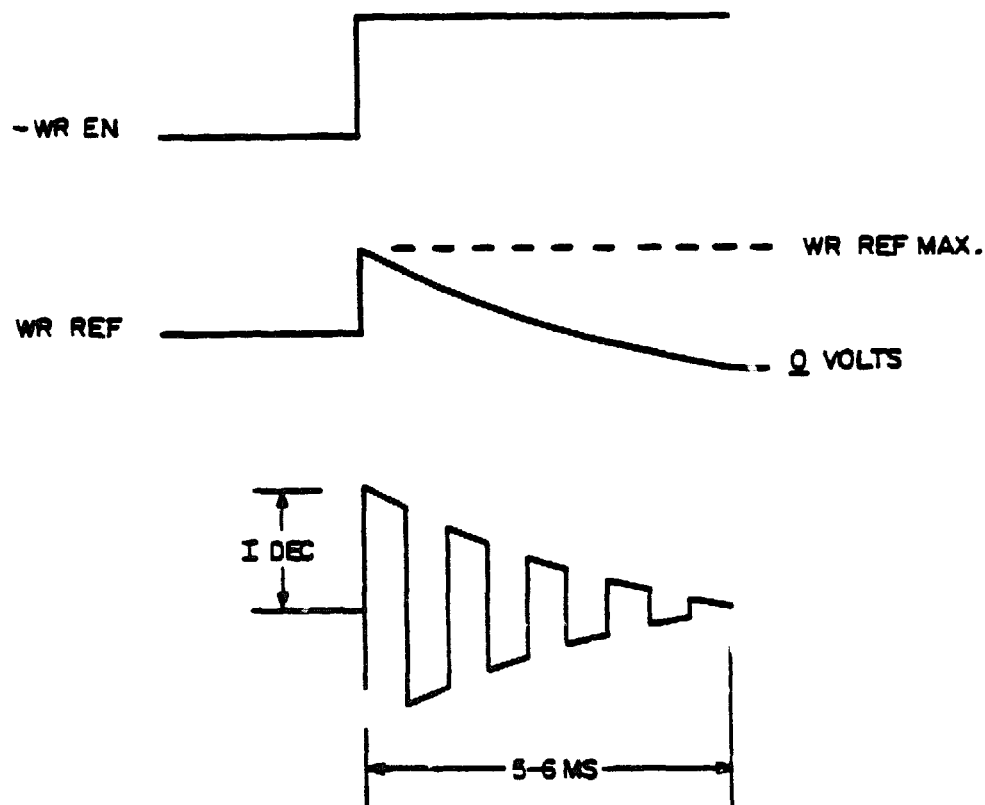 -WR EN
WR REF MAX.
WR REF
0 VOLTS
I DEC
5-6 MS